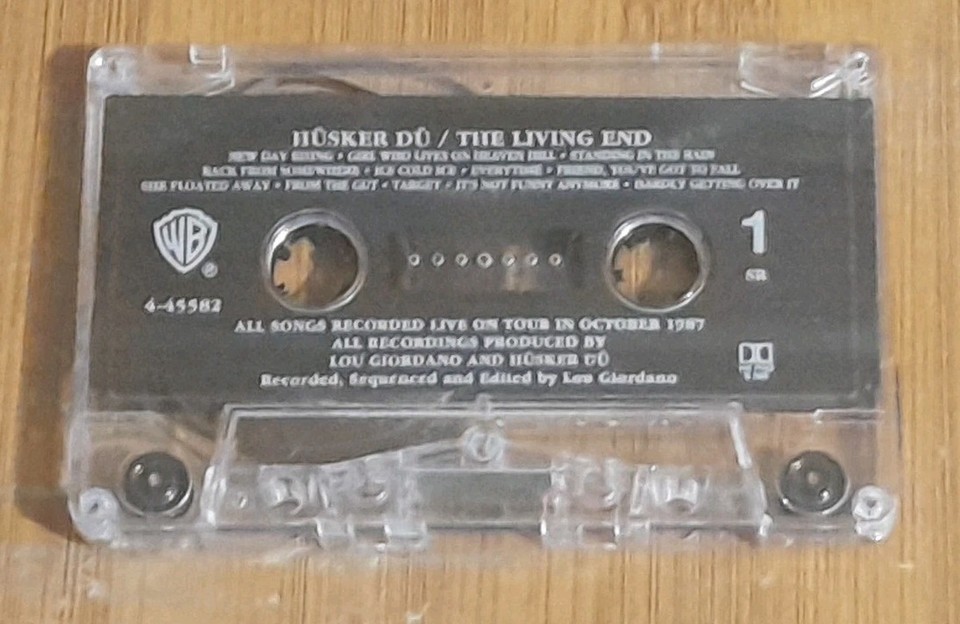 HÜSKER DÜ / THE LIVING END
NEW DAY RISING • GIRL WHO LIVES ON HEAVEN HILL • STANDING IN THE RAIN
BACK FROM SOMEWHERE • ICE COLD ICE • EVERYTIME • FRIEND, YOU'VE GOT TO FALL
SHE FLOATED AWAY • FROM THE GUT • TARGET • IT'S NOT FUNNY ANYMORE • HARDLY GETTING OVER IT
WB
®
1
SR
4-45582
ALL SONGS RECORDED LIVE ON TOUR IN OCTOBER 1987
ALL RECORDINGS PRODUCED BY
LOU GIORDANO AND HÜSKER DÜ
Recorded, Sequenced and Edited by Lou Giordano